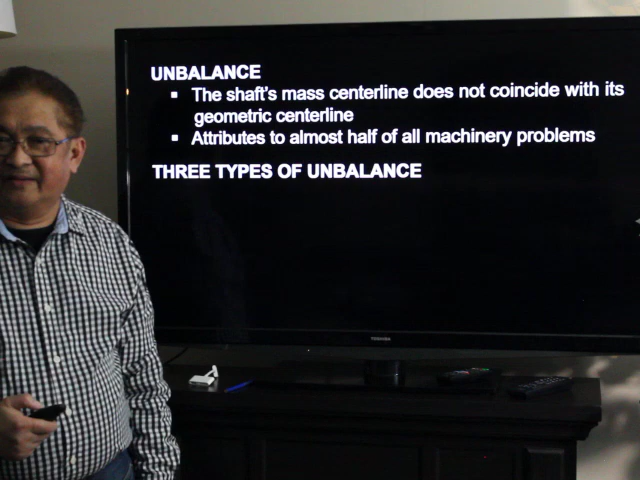 UNBALANCE
▪ The shaft's mass centerline does not coincide with its
geometric centerline
▪ Attributes to almost half of all machinery problems
THREE TYPES OF UNBALANCE
TOSHIBA